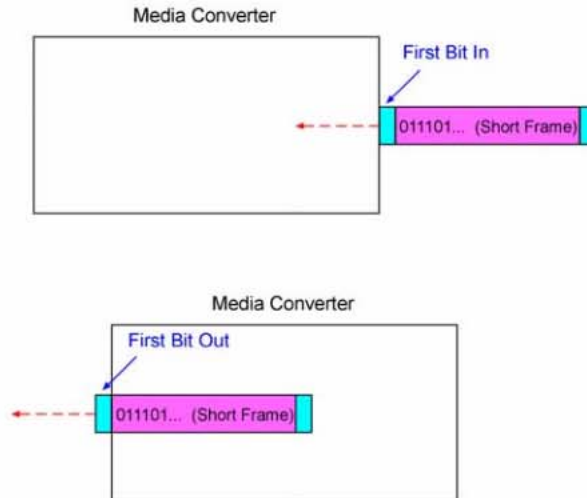 Media Converter
First Bit In
011101... (Short Frame)
Media Converter
First Bit Out
011101... (Short Frame)